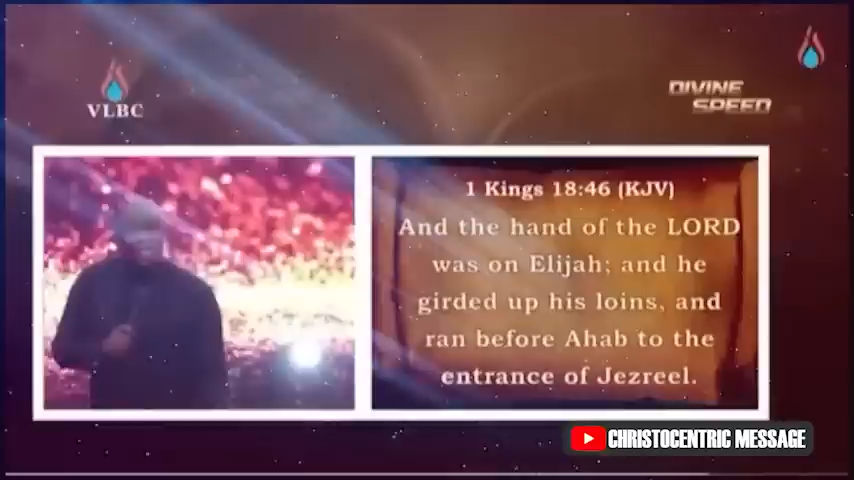 VLBC
DIVINE
SPEED
1 Kings 18:46 (KJV)
And the hand of the LORD
was on Elijah; and he
girded up his loins, and
ran before Ahab to the
entrance of Jezreel.
CHRISTOCENTRIC MESSAGE